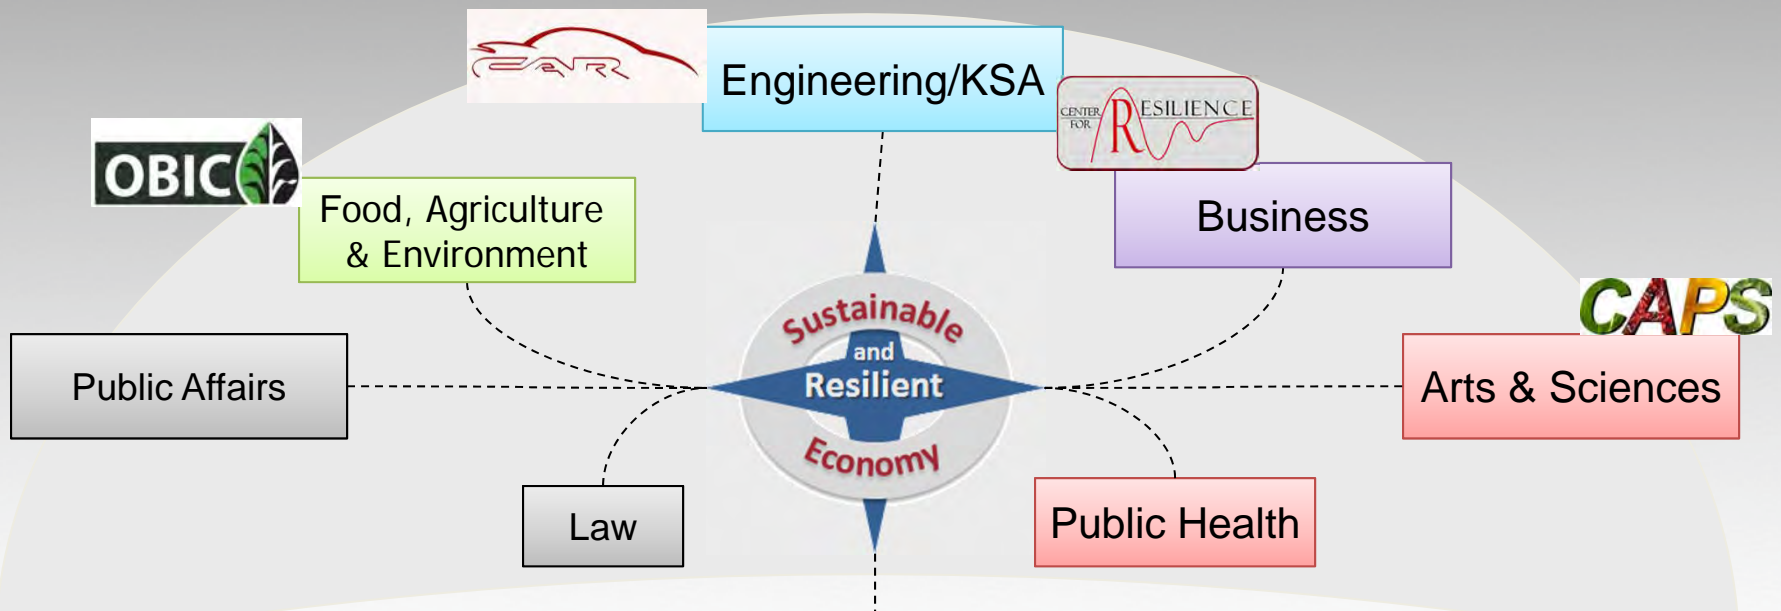 CAR
Engineering/KSA
CENTER
FOR
RESILIENCE
OBIC
Food, Agriculture
& Environment
Business
CAPS
Sustainable
and
Resilient
Economy
Public Affairs
Arts & Sciences
Law
Public Health